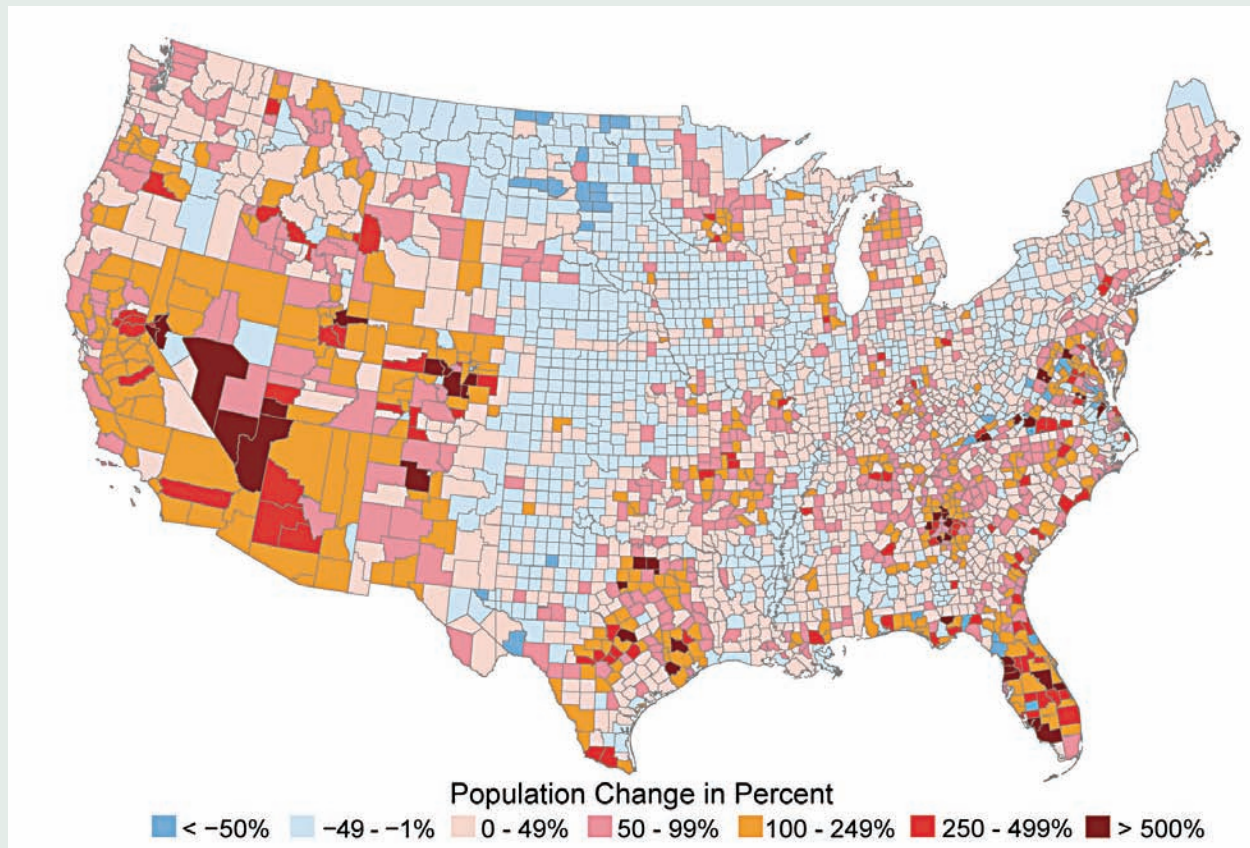 Population Change in Percent
< −50% −49 - −1% 0 - 49% 50 - 99% 100 - 249% 250 - 499% > 500%